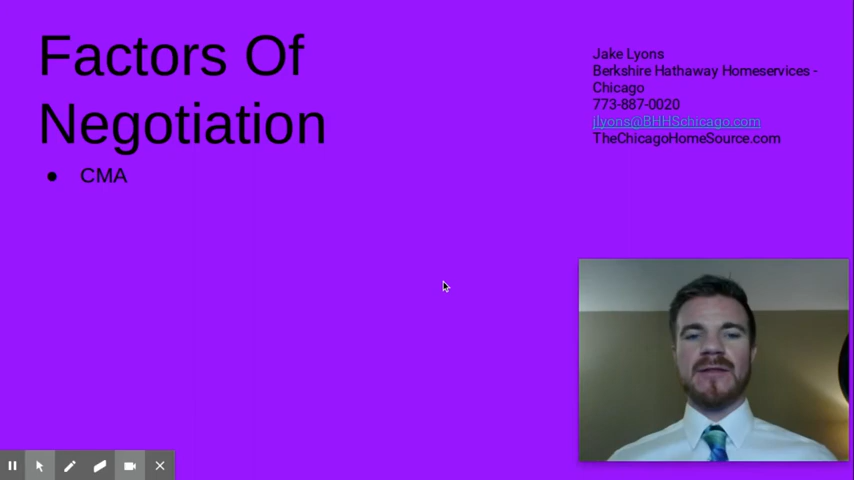 Factors Of
Negotiation
● CMA
Jake Lyons
Berkshire Hathaway Homeservices -
Chicago
773-887-0020
jlyons@BHHSchicago.com
TheChicagoHomeSource.com